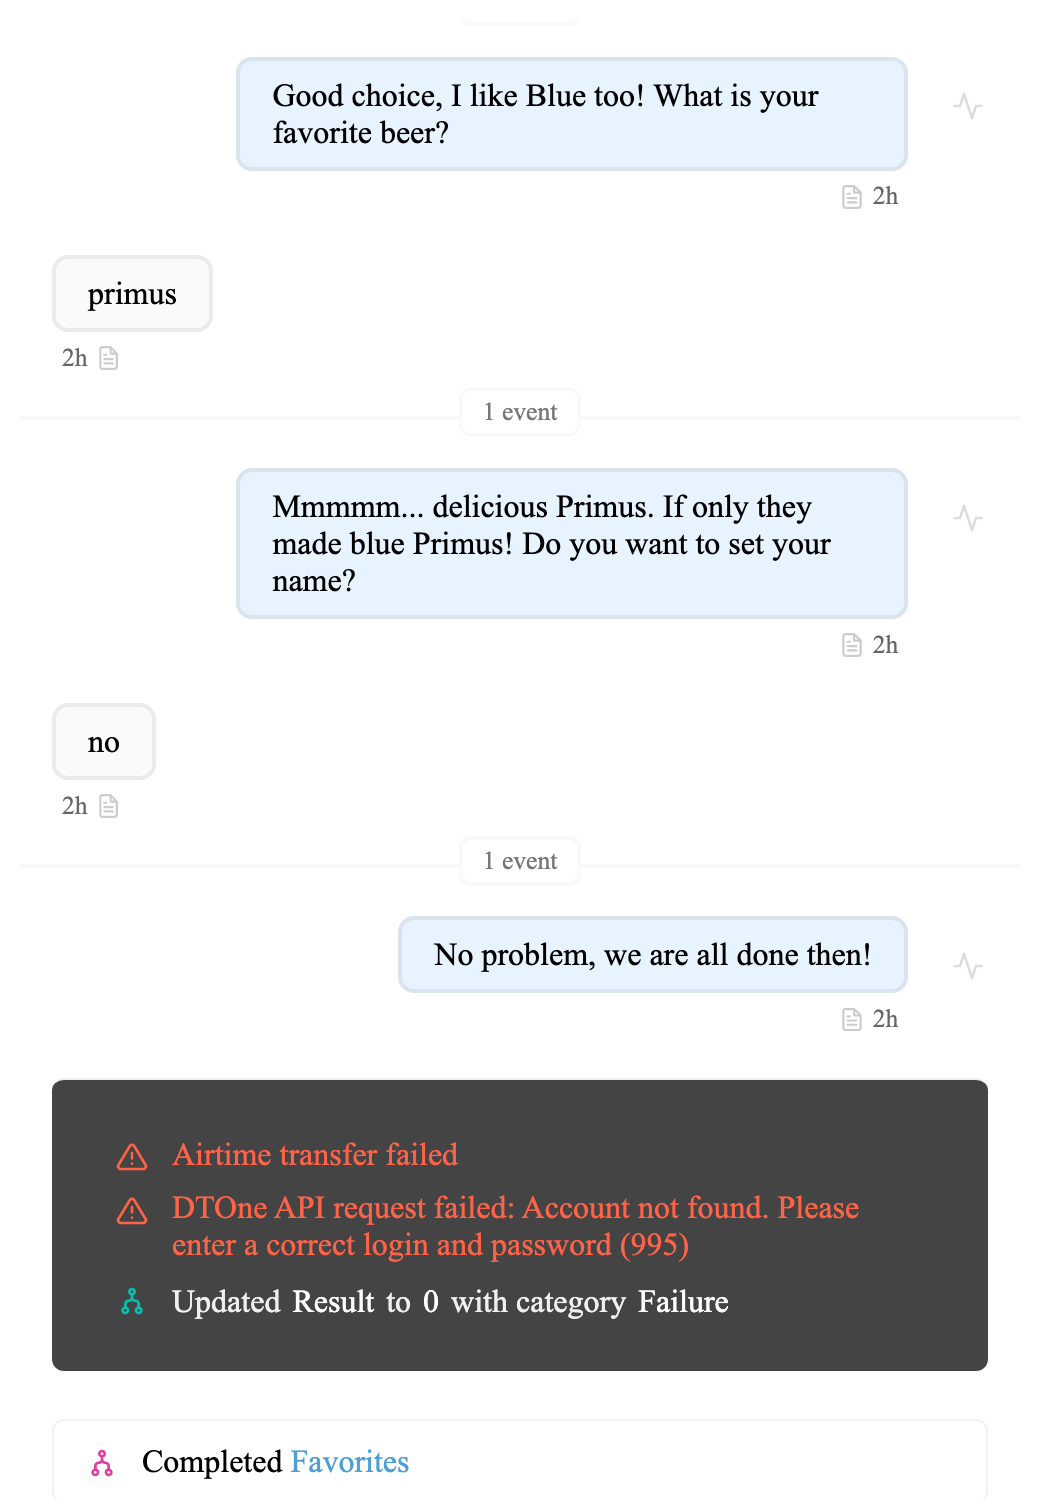 Good choice, I like Blue too! What is your
favorite beer?
2h
primus
2h
1 event
Mmmmm... delicious Primus. If only they
made blue Primus! Do you want to set your
name?
2h
no
2h
1 event
No problem, we are all done then!
2h
Airtime transfer failed
DTOne API request failed: Account not found. Please
enter a correct login and password (995)
Updated Result to 0 with category Failure
Completed Favorites